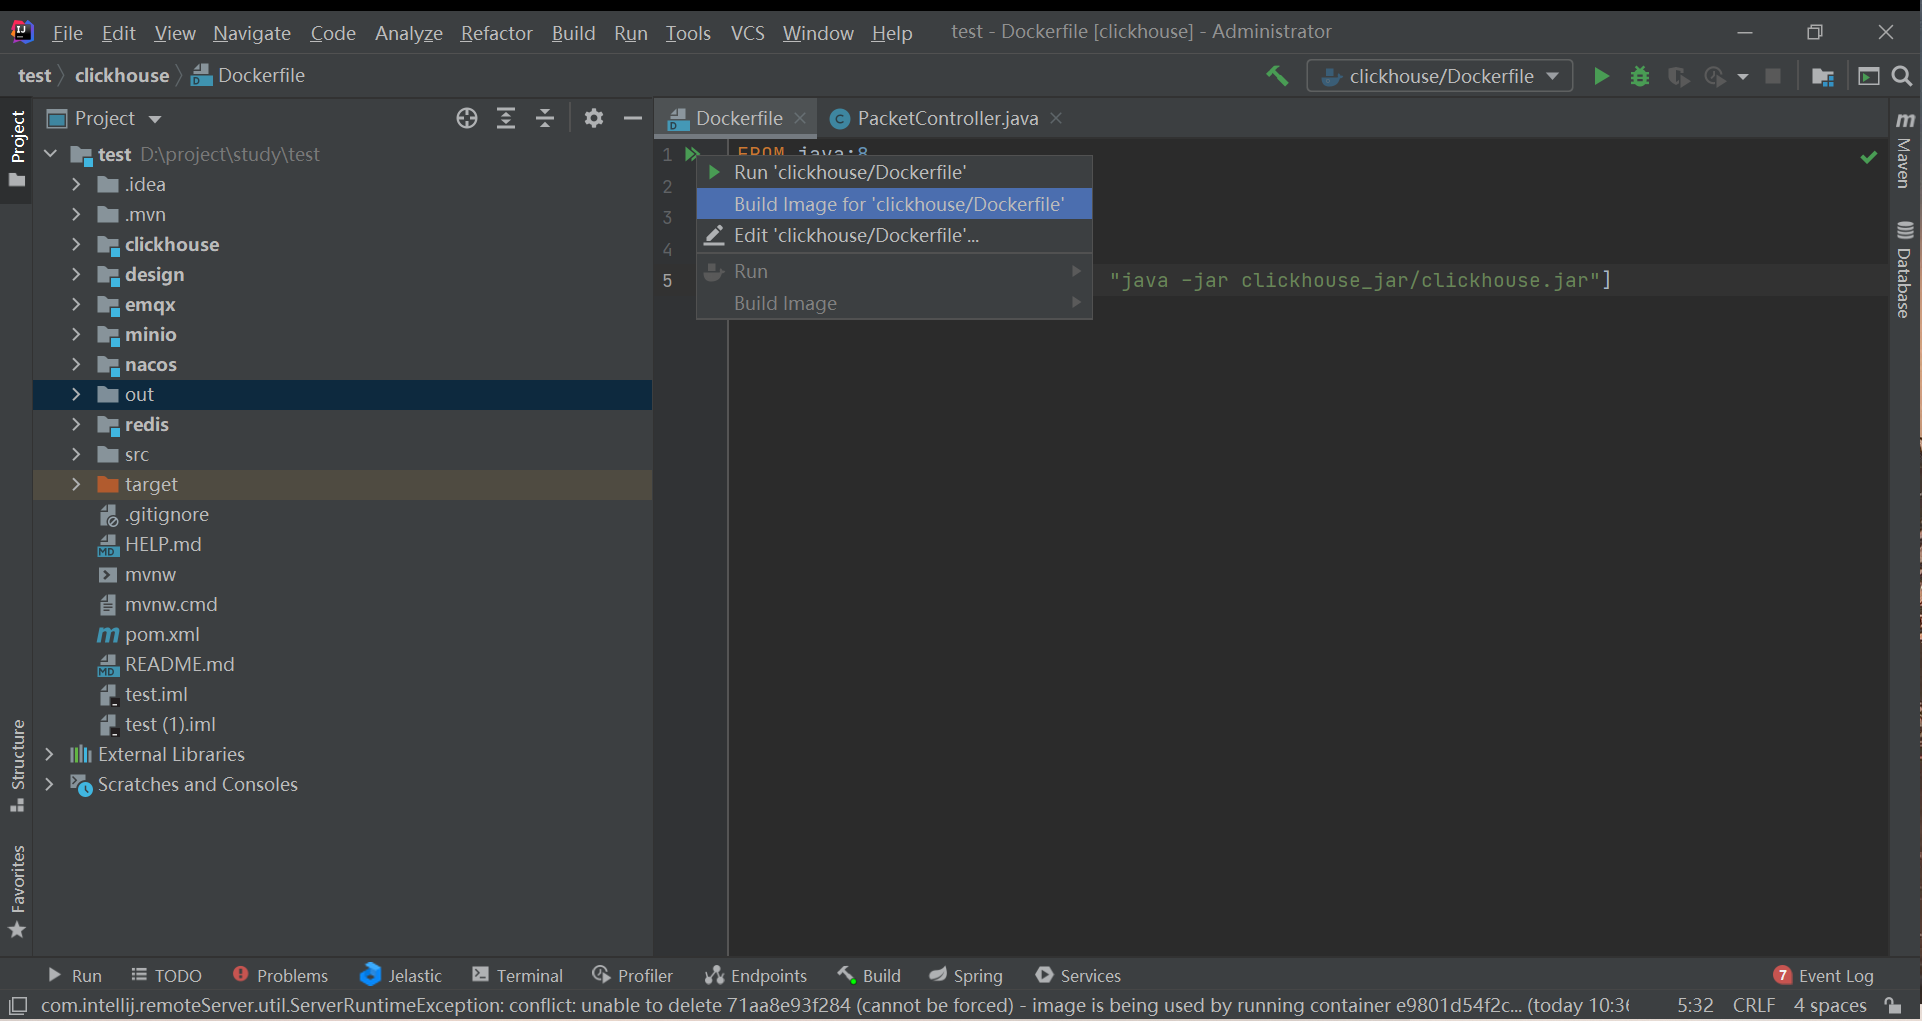 File Edit View Navigate Code Analyze Refactor Build Run Tools VCS Window Help test - Dockerfile [clickhouse] - Administrator
test clickhouse Dockerfile clickhouse/Dockerfile
Project
Project
Dockerfile
PacketController.java
Maven
Database
test D:\project\study\test
.idea
.mvn
clickhouse
design
emqx
minio
nacos
out
redis
src
target
.gitignore
HELP.md
mvnw
mvnw.cmd
pom.xml
README.md
test.iml
test (1).iml
External Libraries
Scratches and Consoles
Structure
Favorites
1 FROM java:8
2
3
4
5 "java -jar clickhouse_jar/clickhouse.jar"]
Run 'clickhouse/Dockerfile'
Build Image for 'clickhouse/Dockerfile'
Edit 'clickhouse/Dockerfile'...
Run
Build Image
Run TODO Problems Jelastic Terminal Profiler Endpoints Build Spring Services 7 Event Log
com.intellij.remoteServer.util.ServerRuntimeException: conflict: unable to delete 71aa8e93f284 (cannot be forced) - image is being used by running container e9801d54f2c... (today 10:36 5:32 CRLF 4 spaces